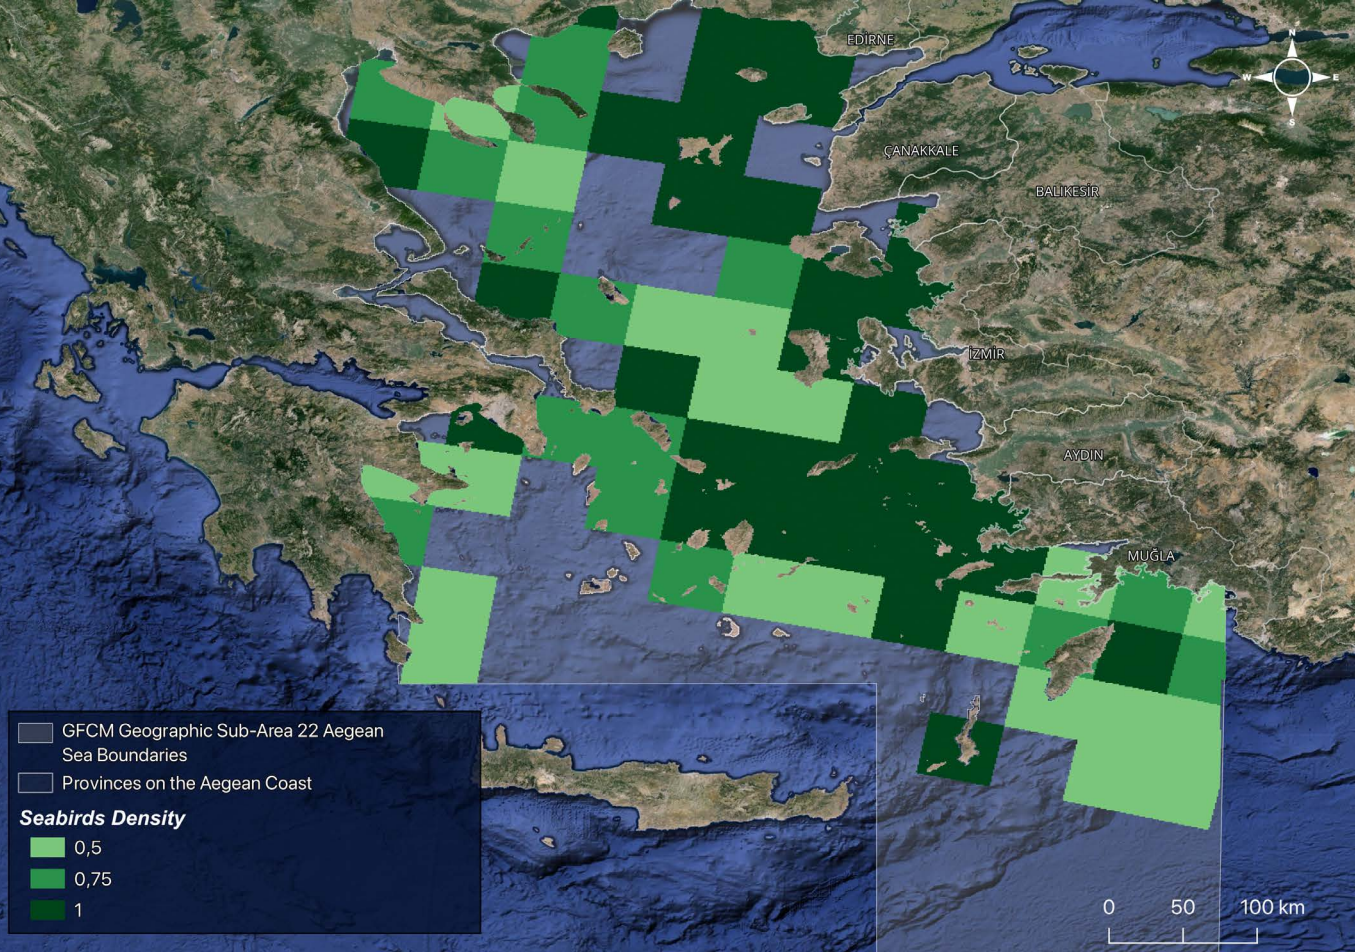 EDİRNE
N
W
E
S
ÇANAKKALE
BALIKESİR
İZMİR
AYDIN
MUĞLA
GFCM Geographic Sub-Area 22 Aegean
Sea Boundaries
Provinces on the Aegean Coast
Seabirds Density
0,5
0,75
1
0 50 100 km